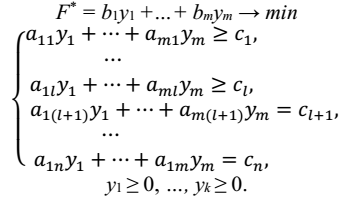 F* = b₁y₁ +...+ bₘyₘ → min
a₁₁y₁ + ⋯ + aₘ₁yₘ ≥ c₁,
...
a₁ₗy₁ + ⋯ + aₘₗyₘ ≥ cₗ,
a₁₍ₗ₊₁₎y₁ + ⋯ + aₘ₍ₗ₊₁₎yₘ = cₗ₊₁,
...
a₁ₙy₁ + ⋯ + a₁ₘyₘ = cₙ,
y₁ ≥ 0, ..., yₖ ≥ 0.